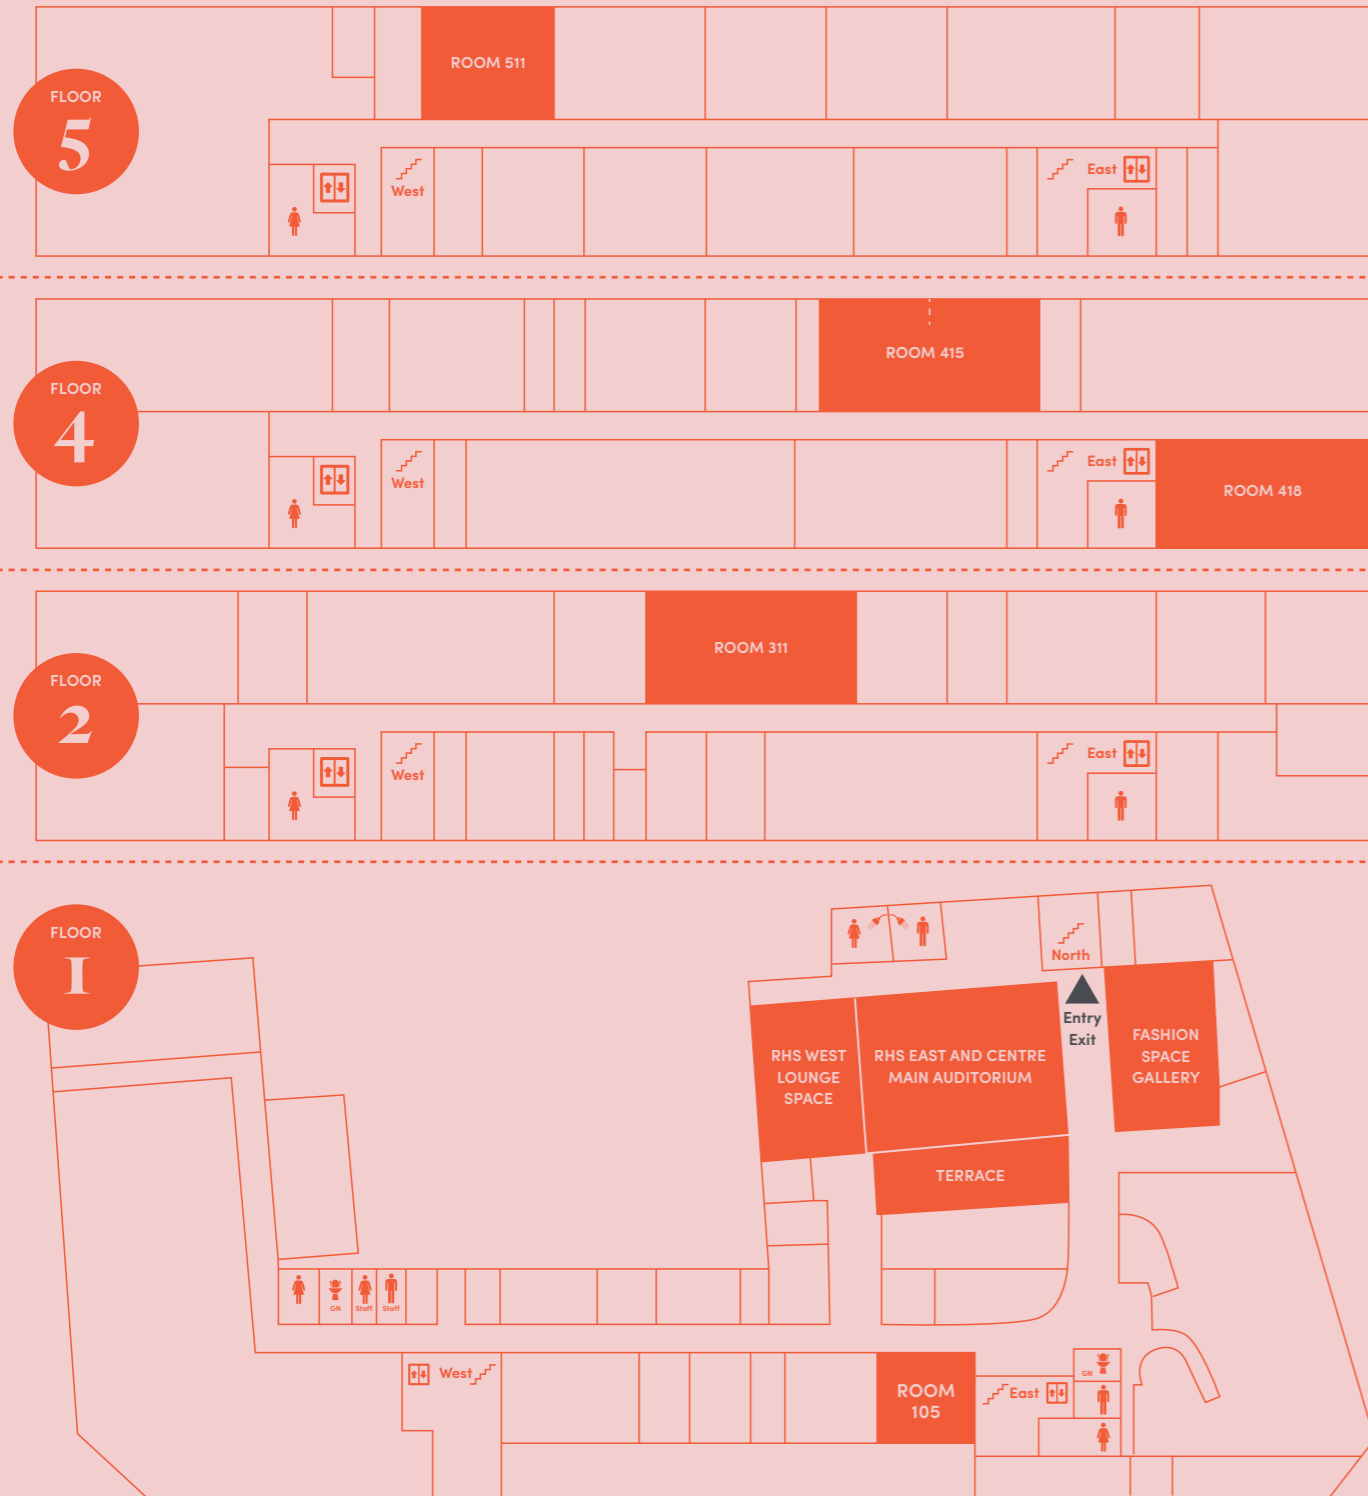 FLOOR
5
ROOM 511
West
East
FLOOR
4
ROOM 415
West
East
ROOM 418
FLOOR
2
ROOM 311
West
East
FLOOR
1
North
Entry
Exit
RHS WEST
LOUNGE
SPACE
RHS EAST AND CENTRE
MAIN AUDITORIUM
FASHION
SPACE
GALLERY
TERRACE
GN
Staff
Staff
West
ROOM
105
East
GN